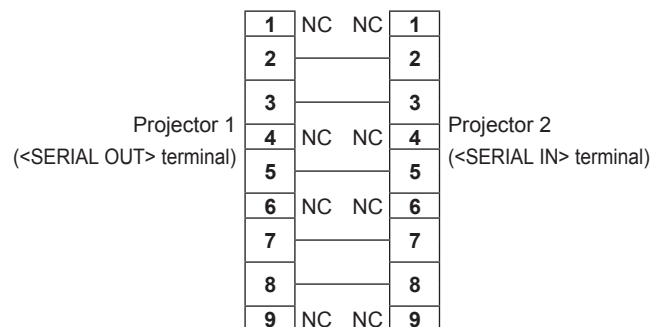 1 NC NC 1
2 2
3 3
Projector 1
(<SERIAL OUT> terminal)
4 NC NC 4
Projector 2
(<SERIAL IN> terminal)
5 5
6 NC NC 6
7 7
8 8
9 NC NC 9